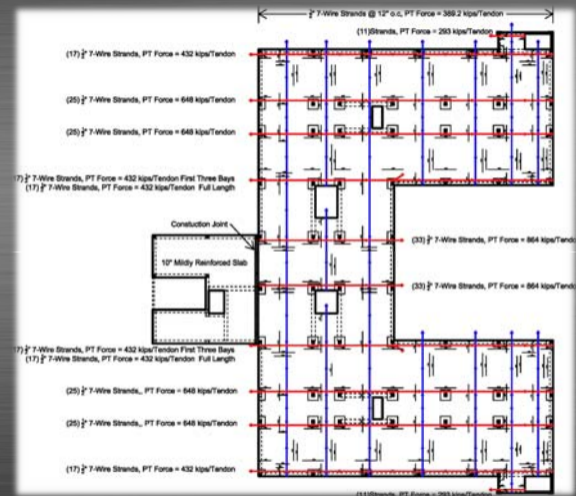 7-Wire Strands @ 12" o.c, PT Force = 389.2 kips/Tendon
(11)Strands, PT Force = 293 kips/Tendon
(17) ½" 7-Wire Strands, PT Force = 432 kips/Tendon
(25) ½" 7-Wire Strands, PT Force = 648 kips/Tendon
(25) ½" 7-Wire Strands, PT Force = 648 kips/Tendon
17) ½" 7-Wire Strands, PT Force = 432 kips/Tendon First Three Bays
(17) ½" 7-Wire Strands, PT Force = 432 kips/Tendon Full Length
Constuction Joint
(33) ½" 7-Wire Strands, PT Force = 864 kips/Tendo
10" Mildly Reinforced Slab
(33) ½" 7-Wire Strands, PT Force = 864 kips/Tendo
17) ½" 7-Wire Strands, PT Force = 432 kips/Tendon First Three Bays
(17) ½" 7-Wire Strands, PT Force = 432 kips/Tendon Full Length
(25) ½" 7-Wire Strands,, PT Force = 648 kips/Tendon
(25) ½" 7-Wire Strands,, PT Force = 648 kips/Tendon
(17) ½" 7-Wire Strands, PT Force = 432 kips/Tendon
(11)Strands, PT Force = 293 kips/Tendon